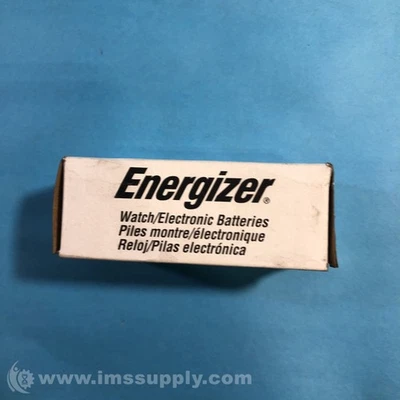 Energizer®
Watch/Electronic Batteries
Piles montre/électronique
Reloj/Pilas electrónica
www.imssupply.com